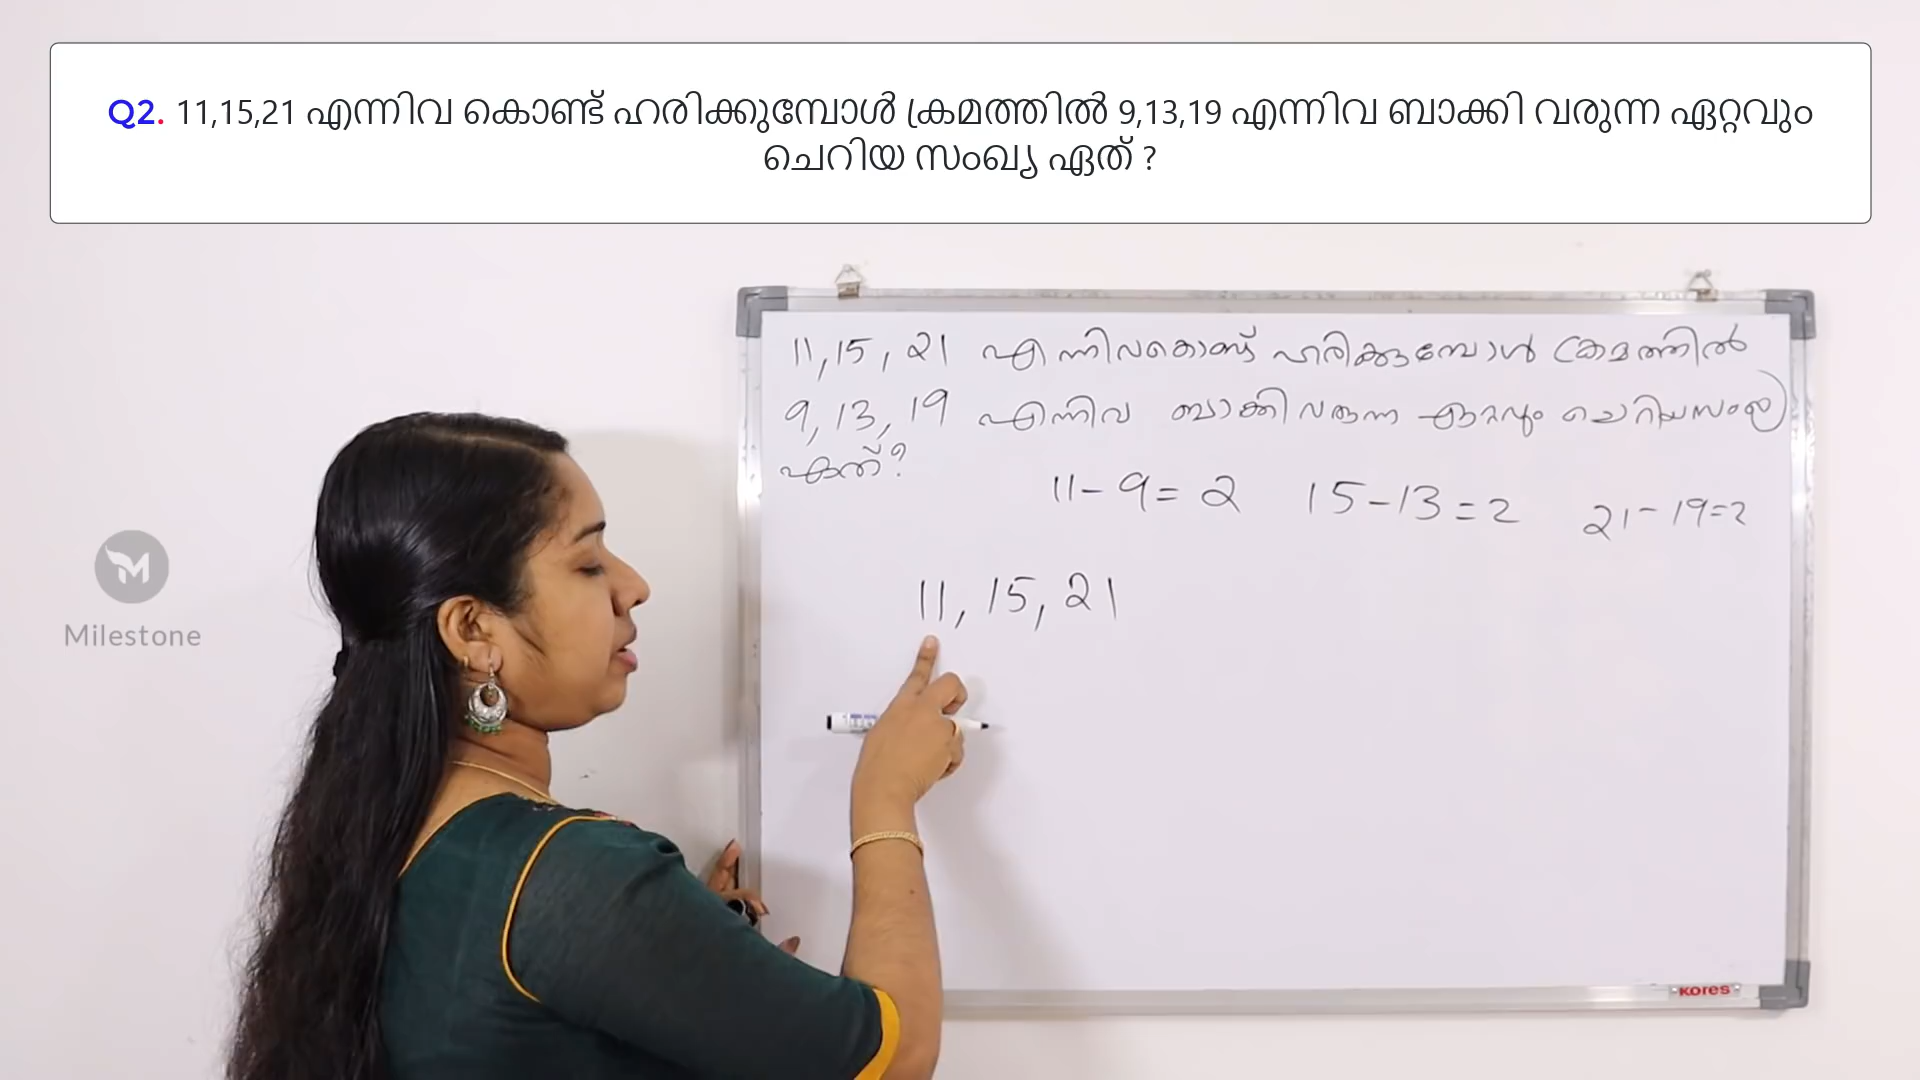 Q2. 11,15,21 എന്നിവ കൊണ്ട് ഹരിക്കുമ്പോൾ ക്രമത്തിൽ 9,13,19 എന്നിവ ബാക്കി വരുന്ന ഏറ്റവും
ചെറിയ സംഖ്യ ഏത് ?
11, 15, 21 എന്നിവകൊണ്ട് ഹരിക്കുമ്പോൾ ക്രമത്തിൽ
9, 13, 19 എന്നിവ ബാക്കിവരുന്ന ഏറ്റവും ചെറിയസംഖ്യ
ഏത്?
11-9=2 15-13=2 21-19=2
11, 15, 21
Milestone
KORES